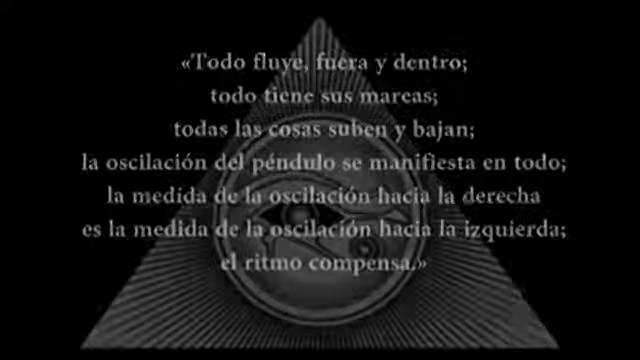 «Todo fluye, fuera y dentro;
todo tiene sus mareas;
todas las cosas suben y bajan;
la oscilación del péndulo se manifiesta en todo;
la medida de la oscilación hacia la derecha
es la medida de la oscilación hacia la izquierda;
el ritmo compensa.»